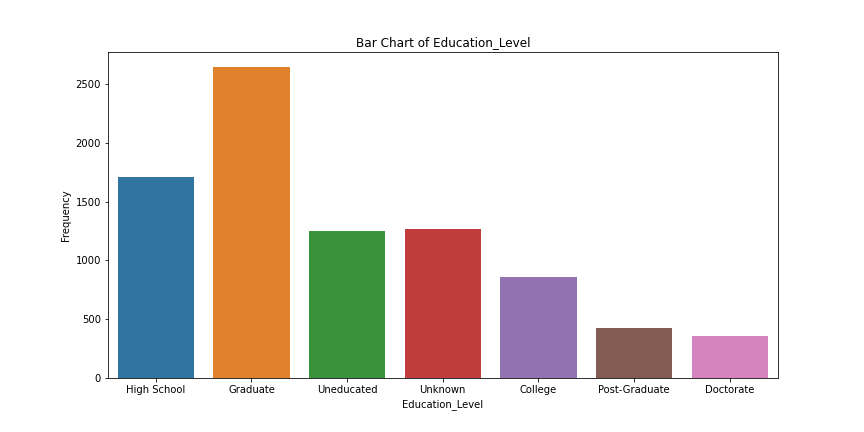 Bar Chart of Education_Level
2500
2000
1500
1000
500
0
Frequency
High School Graduate Uneducated Unknown College Post-Graduate Doctorate
Education_Level